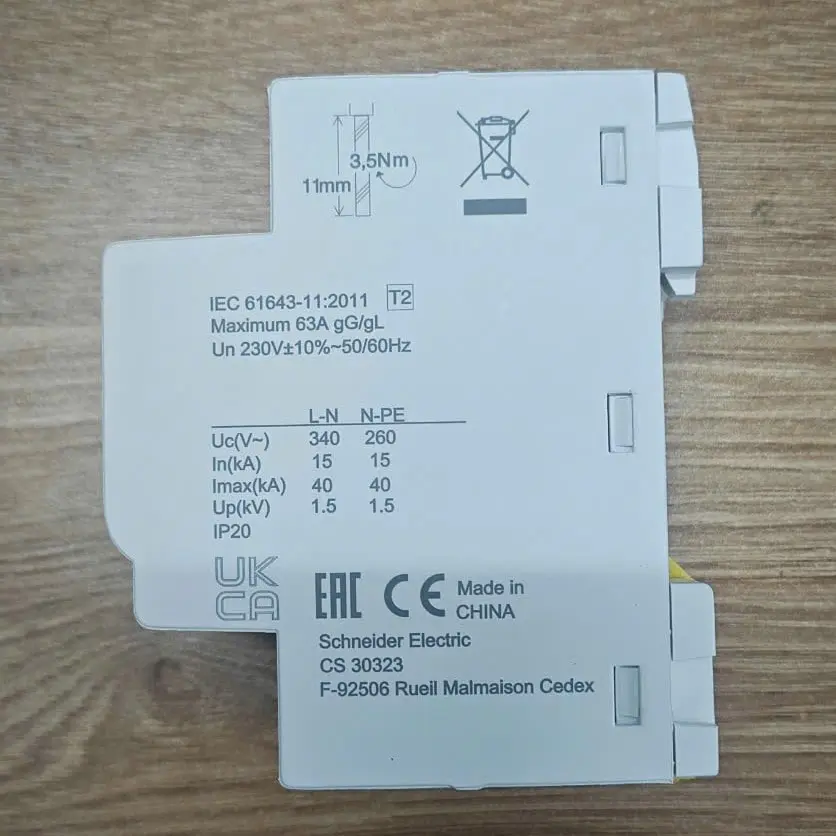 3,5Nm
11mm
IEC 61643-11:2011 T2
Maximum 63A gG/gL
Un 230V±10%~50/60Hz
L-N N-PE
Uc(V~) 340 260
In(kA) 15 15
Imax(kA) 40 40
Up(kV) 1.5 1.5
IP20
UK
CA
EAC CE Made in
CHINA
Schneider Electric
CS 30323
F-92506 Rueil Malmaison Cedex